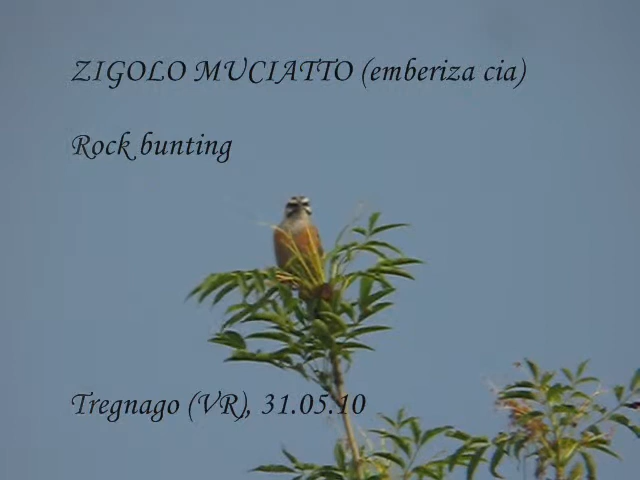 ZIGOLO MUCIATTO (emberiza cia)
Rock bunting
Tregnago (VR), 31.05.10